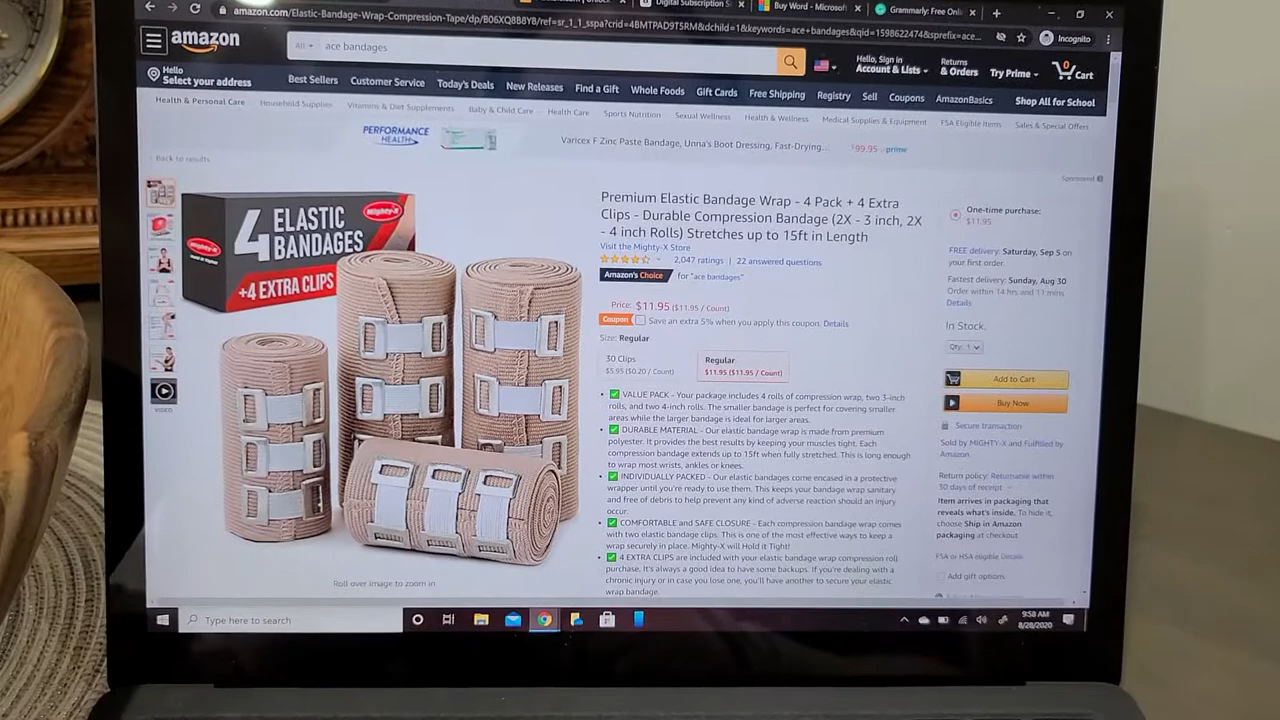 Digital Subscription S
Buy Word - Microsoft
Grammarly: Free Onli
amazon.com/Elastic-Bandage-Wrap-Compression-Tape/dp/B06XQ8B8Y8/ref=sr_1_1_sspa?crid=4BMTPAD9T5RM&dchild=1&keywords=ace+bandages&qid=1598622474&sprefix=ace...
Incognito
amazon
All
ace bandages
Hello, Sign in
Account & Lists
Returns
& Orders
Try Prime
0
Cart
Hello
Select your address
Best Sellers Customer Service Today's Deals New Releases Find a Gift Whole Foods Gift Cards Free Shipping Registry Sell Coupons AmazonBasics Shop All for School
Health & Personal Care Household Supplies Vitamins & Diet Supplements Baby & Child Care Health Care Sports Nutrition Sexual Wellness Health & Wellness Medical Supplies & Equipment FSA Eligible Items Sales & Special Offers
PERFORMANCE
HEALTH
Varicex F Zinc Paste Bandage, Unna's Boot Dressing, Fast-Drying...
$99.95 prime
Back to results
Sponsored
4 ELASTIC
BANDAGES
+4 EXTRA CLIPS
Mighty-X
Mighty-X
VIDEO
Roll over image to zoom in
Premium Elastic Bandage Wrap - 4 Pack + 4 Extra
Clips - Durable Compression Bandage (2X - 3 inch, 2X
- 4 inch Rolls) Stretches up to 15ft in Length
Visit the Mighty-X Store
2,047 ratings | 22 answered questions
Amazon's Choice for "ace bandages"
Price: $11.95 ($11.95 / Count)
Coupon Save an extra 5% when you apply this coupon. Details
Size: Regular
30 Clips
$5.95 ($0.20 / Count)
Regular
$11.95 ($11.95 / Count)
VALUE PACK - Your package includes 4 rolls of compression wrap, two 3-inch
rolls, and two 4-inch rolls. The smaller bandage is perfect for covering smaller
areas while the larger bandage is ideal for larger areas.
DURABLE MATERIAL - Our elastic bandage wrap is made from premium
polyester. It provides the best results by keeping your muscles tight. Each
compression bandage extends up to 15ft when fully stretched. This is long enough
to wrap most wrists, ankles or knees.
INDIVIDUALLY PACKED - Our elastic bandages come encased in a protective
wrapper until you're ready to use them. This keeps your bandage wrap sanitary
and free of debris to help prevent any kind of adverse reaction should an injury
occur.
COMFORTABLE and SAFE CLOSURE - Each compression bandage wrap comes
with two elastic bandage clips. This is one of the most effective ways to keep a
wrap securely in place. Mighty-X will Hold it Tight!
4 EXTRA CLIPS are included with your elastic bandage wrap compression roll
purchase. It's always a good idea to have some backups. If you're dealing with a
chronic injury or in case you lose one, you'll have another to secure your elastic
wrap bandage.
One-time purchase:
$11.95
FREE delivery: Saturday, Sep 5 on
your first order.
Fastest delivery: Sunday, Aug 30
Order within 14 hrs and 11 mins
Details
In Stock.
Qty: 1
Add to Cart
Buy Now
Secure transaction
Sold by MIGHTY-X and Fulfilled by
Amazon.
Return policy: Returnable within
30 days of receipt
Item arrives in packaging that
reveals what's inside. To hide it,
choose Ship in Amazon
packaging at checkout.
FSA or HSA eligible Details
Add gift options
Type here to search
9:58 AM
8/28/2020